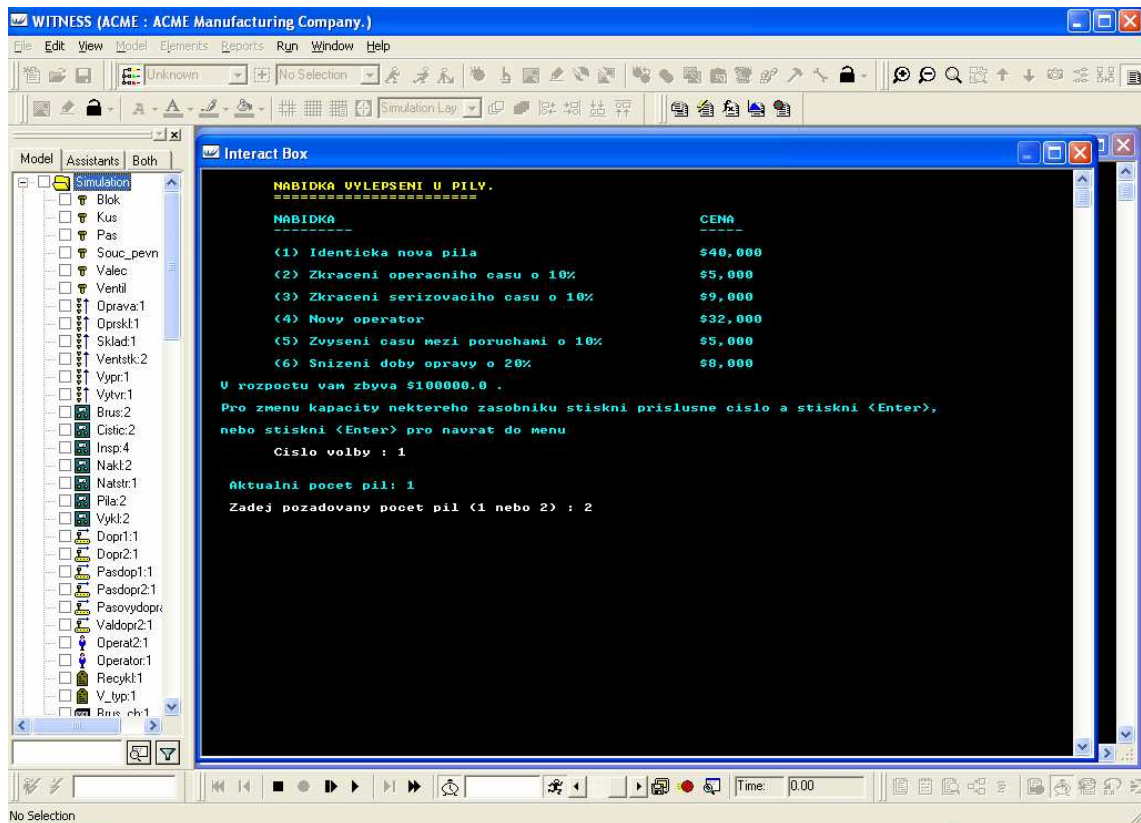 WITNESS (ACME : ACME Manufacturing Company.)
File Edit View Model Elements Reports Run Window Help
Unknown No Selection
Simulation Lay
Model Assistants Both
Simulation
Blok
Kus
Pas
Souc_pevn
Valec
Ventil
Oprava:1
Oprskl:1
Sklad:1
Ventstk:2
Vypr:1
Vytvr:1
Brus:2
Cistic:2
Insp:4
Nakl:2
Natstr:1
Pila:2
Vykl:2
Dopr1:1
Dopr2:1
Pasdop1:1
Pasdopr2:1
Pasovydopra
Valdopr2:1
Operat2:1
Operator:1
Recykl:1
V_typ:1
Brus_cb:1
Interact Box
NABIDKA VYLEPSENI U PILY.
=======================
NABIDKA CENA
--------- -----
(1) Identicka nova pila $40,000
(2) Zkraceni operacniho casu o 10% $5,000
(3) Zkraceni serizovaciho casu o 10% $9,000
(4) Novy operator $32,000
(5) Zvyseni casu mezi poruchami o 10% $5,000
(6) Snizeni doby opravy o 20% $8,000
V rozpoctu vam zbyva $100000.0 .
Pro zmenu kapacity nektereho zasobniku stiskni prislusne cislo a stiskni <Enter>,
nebo stiskni <Enter> pro navrat do menu
Cislo volby : 1
Aktualni pocet pil: 1
Zadej pozadovany pocet pil (1 nebo 2) : 2
Time: 0.00
No Selection